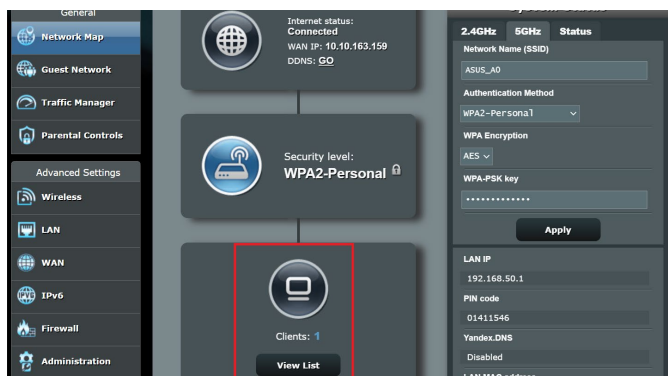 General
Network Map
Guest Network
Traffic Manager
Parental Controls
Advanced Settings
Wireless
LAN
WAN
IPv6
Firewall
Administration
Internet status:
Connected
WAN IP: 10.10.163.159
DDNS: GO
Security level:
WPA2-Personal
Clients: 1
View List
2.4GHz 5GHz Status
Network Name (SSID)
ASUS_A0
Authentication Method
WPA2-Personal
WPA Encryption
AES
WPA-PSK key
•••••••••••••
Apply
LAN IP
192.168.50.1
PIN code
01411546
Yandex.DNS
Disabled
LAN MAC address